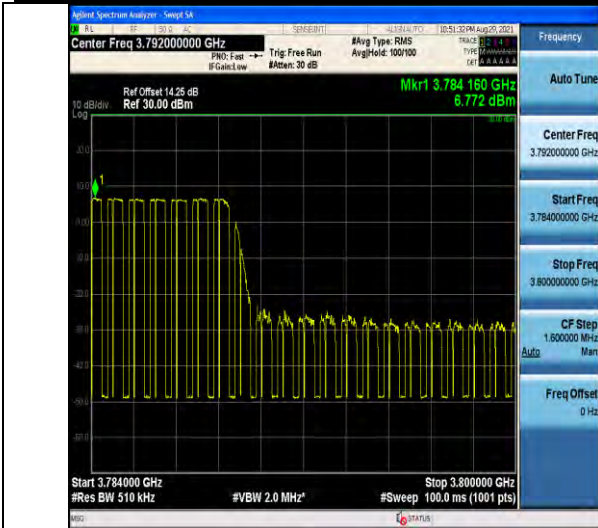 Agilent Spectrum Analyzer - Swept SA
RL RF 50 Ω AC SENSE:INT ALIGNAUTO 10:51:32 PM Aug 29, 2021
Center Freq 3.792000000 GHz
PNO: Fast
IFGain:Low
Trig: Free Run
#Atten: 30 dB
#Avg Type: RMS
Avg|Hold: 100/100
TRACE
TYPE
DET A A A A A A
Frequency
Ref Offset 14.25 dB
Ref 30.00 dBm
10 dB/div
Log
Mkr1 3.784 160 GHz
6.772 dBm
Auto Tune
Center Freq
3.792000000 GHz
Start Freq
3.784000000 GHz
Stop Freq
3.800000000 GHz
CF Step
1.600000 MHz
Auto Man
Freq Offset
0 Hz
1
20.0
10.0
0.00
-10.0
-20.0
-30.0
-40.0
-50.0
-60.0
Start 3.784000 GHz
Stop 3.800000 GHz
#Res BW 510 kHz
#VBW 2.0 MHz*
#Sweep 100.0 ms (1001 pts)
MSG
STATUS